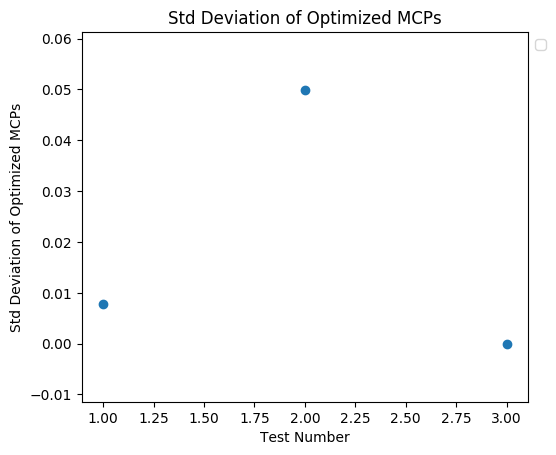 Std Deviation of Optimized MCPs
Std Deviation of Optimized MCPs
0.06
0.05
0.04
0.03
0.02
0.01
0.00
−0.01
1.00 1.25 1.50 1.75 2.00 2.25 2.50 2.75 3.00
Test Number